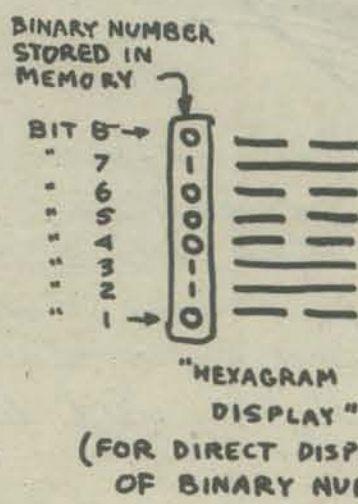 BINARY NUMBER
STORED IN
MEMORY
BIT 8 → 0
" 7 1
" 6 0
" 5 0
" 4 0
" 3 1
" 2 1
" 1 → 0
"HEXAGRAM
DISPLAY"
(FOR DIRECT DISP
OF BINARY NU